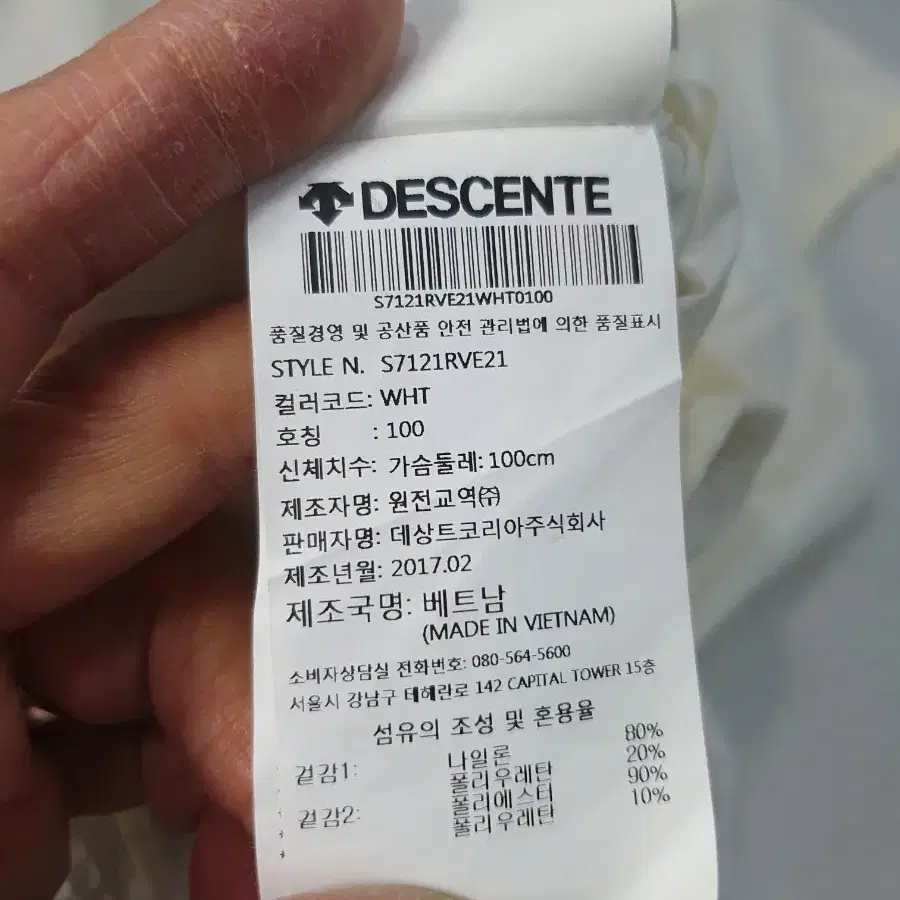 DESCENTE
S7121RVE21WHT0100
품질경영 및 공산품 안전 관리법에 의한 품질표시
STYLE N. S7121RVE21
컬러코드: WHT
호칭 : 100
신체치수: 가슴둘레: 100cm
제조자명: 원전교역㈜
판매자명: 데상트코리아주식회사
제조년월: 2017.02
제조국명: 베트남
(MADE IN VIETNAM)
소비자상담실 전화번호: 080-564-5600
서울시 강남구 테헤란로 142 CAPITAL TOWER 15층
섬유의 조성 및 혼용율
겉감1: 나일론 80%
폴리우레탄 20%
겉감2: 폴리에스터 90%
폴리우레탄 10%